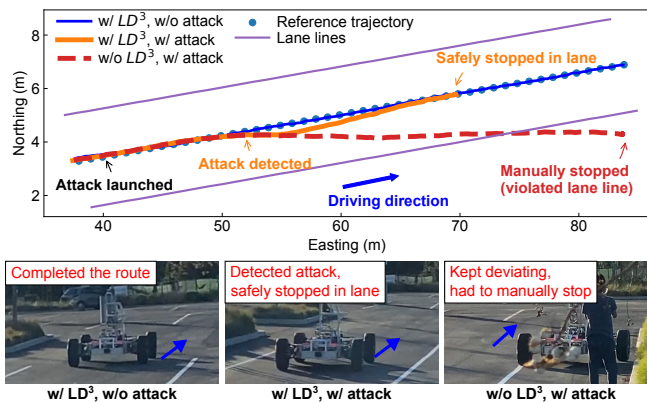 w/ LD³, w/o attack
w/ LD³, w/ attack
w/o LD³, w/ attack
Reference trajectory
Lane lines
Safely stopped in lane
Attack detected
Attack launched
Driving direction
Manually stopped
(violated lane line)
Northing (m)
8
6
4
2
40
50
60
70
80
Easting (m)
Completed the route
w/ LD³, w/o attack
Detected attack,
safely stopped in lane
w/ LD³, w/ attack
Kept deviating,
had to manually stop
w/o LD³, w/ attack